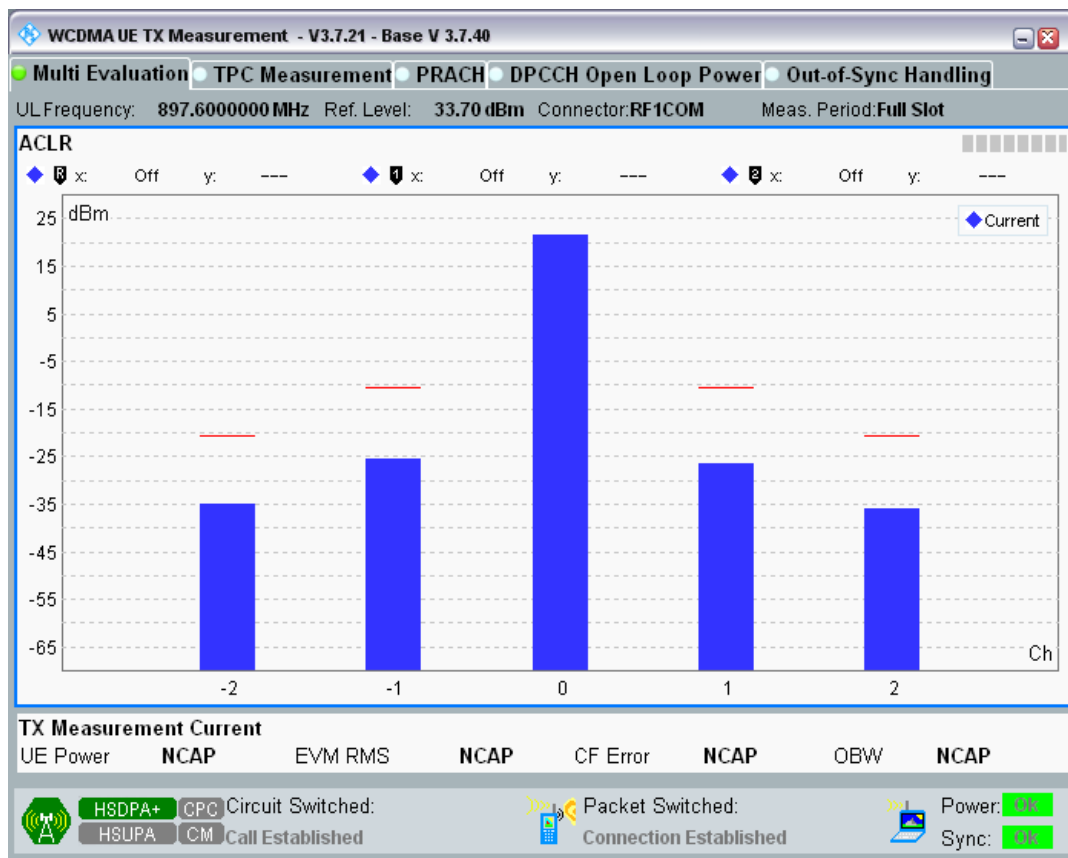 WCDMA UE TX Measurement - V3.7.21 - Base V 3.7.40
Multi Evaluation TPC Measurement PRACH DPCCH Open Loop Power Out-of-Sync Handling
UL Frequency: 897.6000000 MHz Ref. Level: 33.70 dBm Connector:RF1COM Meas. Period:Full Slot
ACLR
R x: Off y: --- 1 x: Off y: --- 2 x: Off y: ---
dBm
Current
25
15
5
-5
-15
-25
-35
-45
-55
-65
Ch
-2 -1 0 1 2
TX Measurement Current
UE Power NCAP EVM RMS NCAP CF Error NCAP OBW NCAP
HSDPA+ CPC Circuit Switched: Packet Switched: Power: Ok
HSUPA CM Call Established Connection Established Sync: Ok